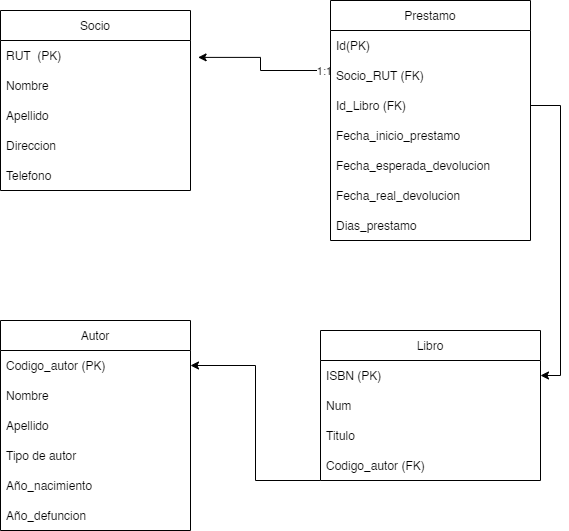 Socio
RUT  (PK)
Nombre
Apellido
Direccion
Telefono
1:1
Prestamo
Id(PK)
Socio_RUT (FK)
Id_Libro (FK)
Fecha_inicio_prestamo
Fecha_esperada_devolucion
Fecha_real_devolucion
Dias_prestamo
Autor
Codigo_autor (PK)
Nombre
Apellido
Tipo de autor
Año_nacimiento
Año_defuncion
Libro
ISBN (PK)
Num
Titulo
Codigo_autor (FK)